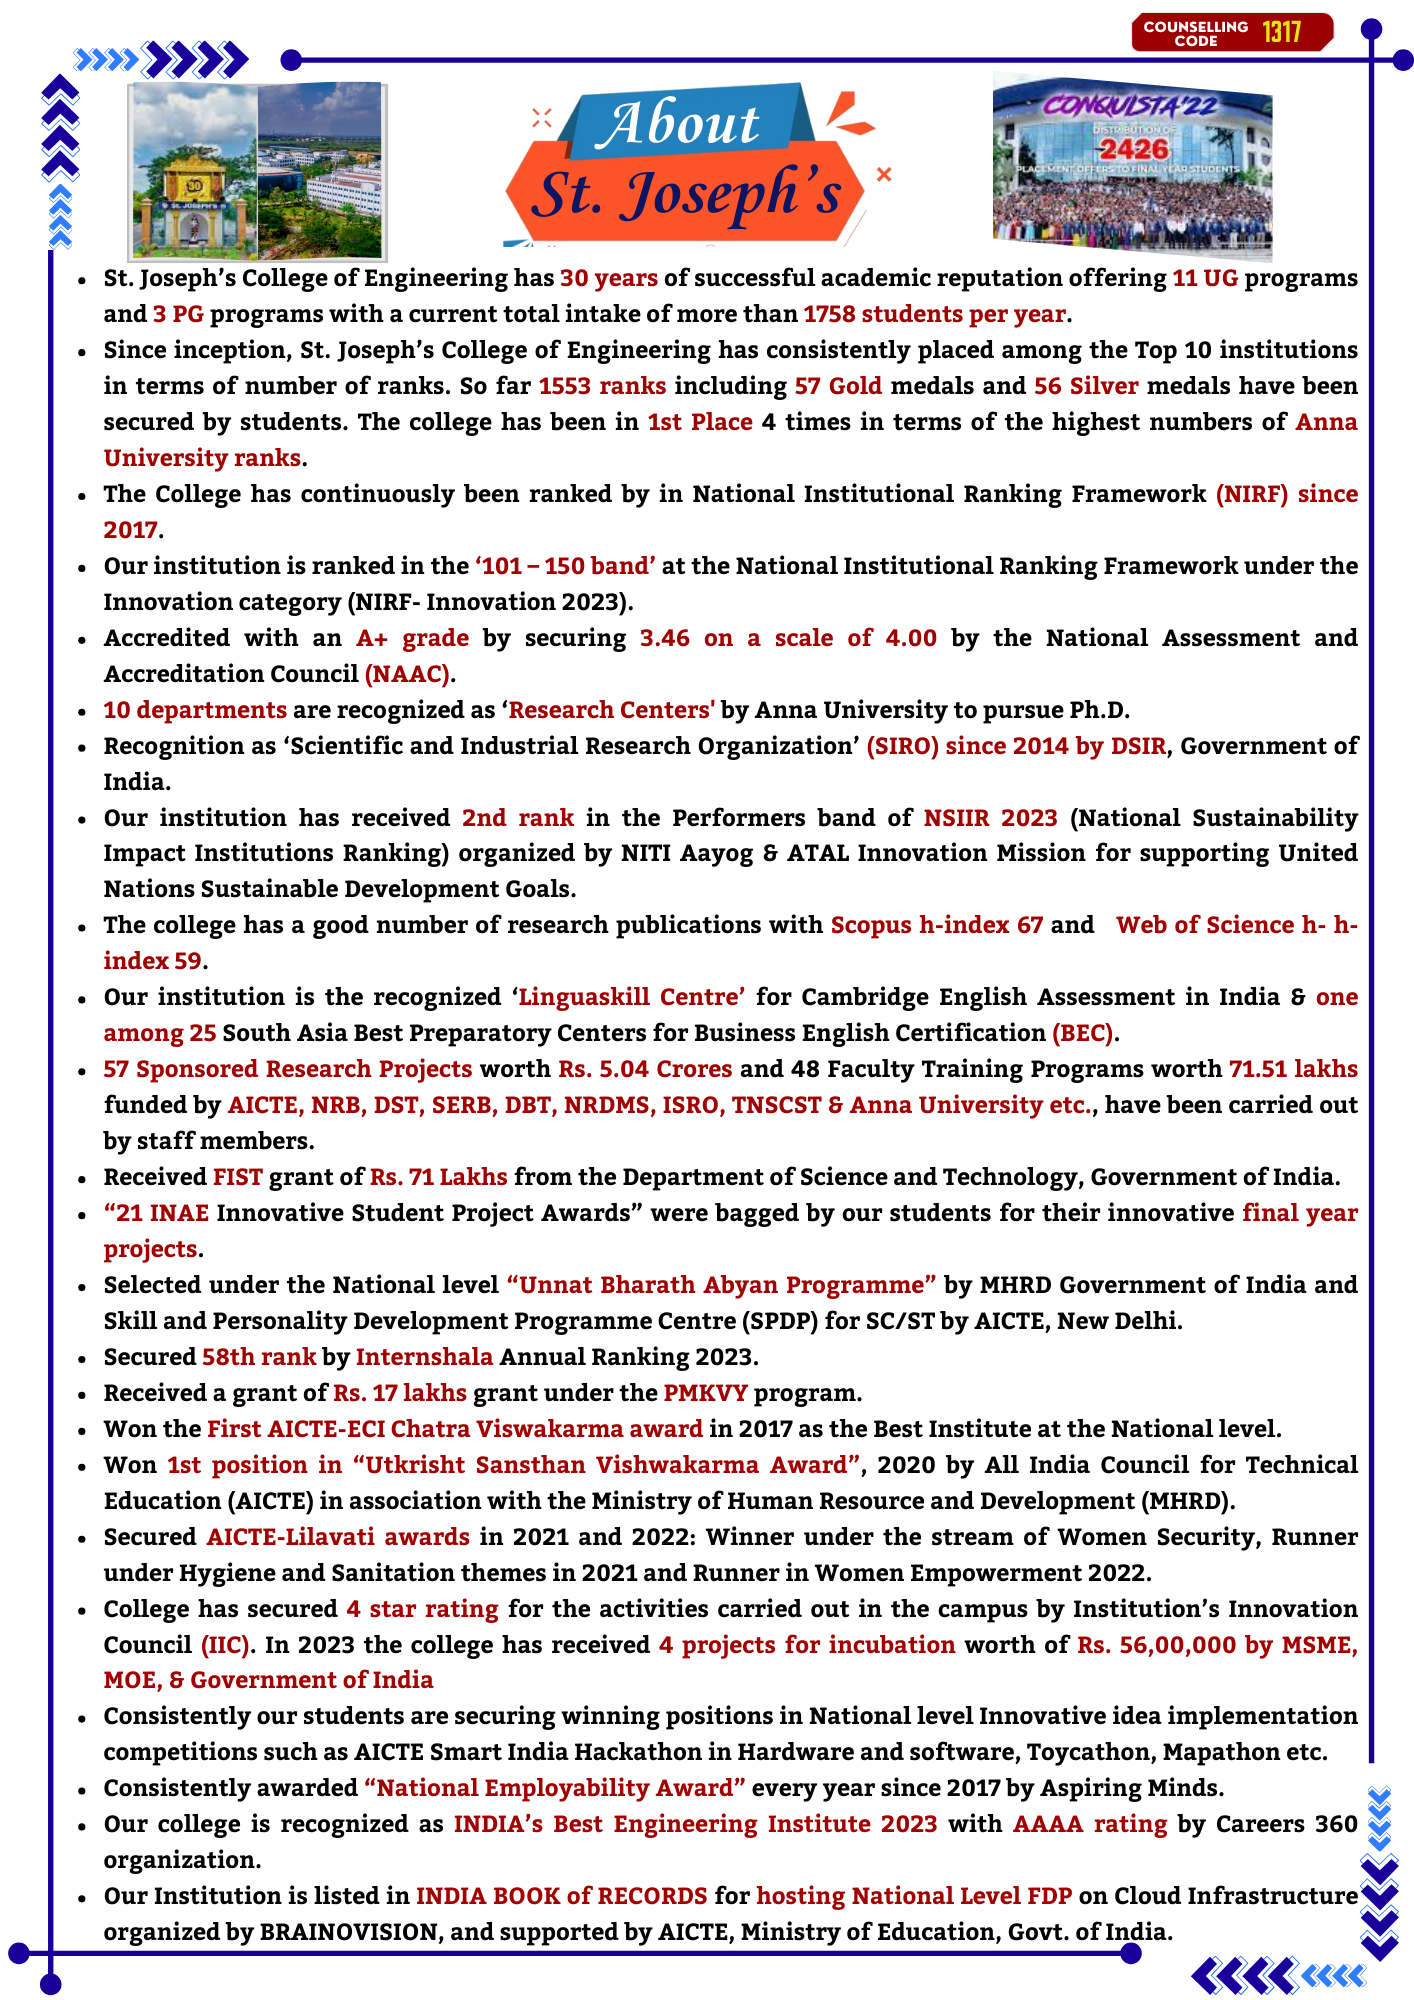 COUNSELLING
CODE
1317
About
St. Joseph's
30
ST. JOSEPH'S
CONQUISTA'22
DISTRIBUTION OF
2426
PLACEMENT OFFERS TO FINAL YEAR STUDENTS
• St. Joseph’s College of Engineering has 30 years of successful academic reputation offering 11 UG programs
and 3 PG programs with a current total intake of more than 1758 students per year.
• Since inception, St. Joseph’s College of Engineering has consistently placed among the Top 10 institutions
in terms of number of ranks. So far 1553 ranks including 57 Gold medals and 56 Silver medals have been
secured by students. The college has been in 1st Place 4 times in terms of the highest numbers of Anna
University ranks.
• The College has continuously been ranked by in National Institutional Ranking Framework (NIRF) since
2017.
• Our institution is ranked in the ‘101 – 150 band’ at the National Institutional Ranking Framework under the
Innovation category (NIRF- Innovation 2023).
• Accredited with an A+ grade by securing 3.46 on a scale of 4.00 by the National Assessment and
Accreditation Council (NAAC).
• 10 departments are recognized as ‘Research Centers' by Anna University to pursue Ph.D.
• Recognition as ‘Scientific and Industrial Research Organization’ (SIRO) since 2014 by DSIR, Government of
India.
• Our institution has received 2nd rank in the Performers band of NSIIR 2023 (National Sustainability
Impact Institutions Ranking) organized by NITI Aayog & ATAL Innovation Mission for supporting United
Nations Sustainable Development Goals.
• The college has a good number of research publications with Scopus h-index 67 and Web of Science h- h-
index 59.
• Our institution is the recognized ‘Linguaskill Centre’ for Cambridge English Assessment in India & one
among 25 South Asia Best Preparatory Centers for Business English Certification (BEC).
• 57 Sponsored Research Projects worth Rs. 5.04 Crores and 48 Faculty Training Programs worth 71.51 lakhs
funded by AICTE, NRB, DST, SERB, DBT, NRDMS, ISRO, TNSCST & Anna University etc., have been carried out
by staff members.
• Received FIST grant of Rs. 71 Lakhs from the Department of Science and Technology, Government of India.
• “21 INAE Innovative Student Project Awards” were bagged by our students for their innovative final year
projects.
• Selected under the National level “Unnat Bharath Abyan Programme” by MHRD Government of India and
Skill and Personality Development Programme Centre (SPDP) for SC/ST by AICTE, New Delhi.
• Secured 58th rank by Internshala Annual Ranking 2023.
• Received a grant of Rs. 17 lakhs grant under the PMKVY program.
• Won the First AICTE-ECI Chatra Viswakarma award in 2017 as the Best Institute at the National level.
• Won 1st position in “Utkrisht Sansthan Vishwakarma Award”, 2020 by All India Council for Technical
Education (AICTE) in association with the Ministry of Human Resource and Development (MHRD).
• Secured AICTE-Lilavati awards in 2021 and 2022: Winner under the stream of Women Security, Runner
under Hygiene and Sanitation themes in 2021 and Runner in Women Empowerment 2022.
• College has secured 4 star rating for the activities carried out in the campus by Institution’s Innovation
Council (IIC). In 2023 the college has received 4 projects for incubation worth of Rs. 56,00,000 by MSME,
MOE, & Government of India
• Consistently our students are securing winning positions in National level Innovative idea implementation
competitions such as AICTE Smart India Hackathon in Hardware and software, Toycathon, Mapathon etc.
• Consistently awarded “National Employability Award” every year since 2017 by Aspiring Minds.
• Our college is recognized as INDIA’s Best Engineering Institute 2023 with AAAA rating by Careers 360
organization.
• Our Institution is listed in INDIA BOOK of RECORDS for hosting National Level FDP on Cloud Infrastructure
organized by BRAINOVISION, and supported by AICTE, Ministry of Education, Govt. of India.